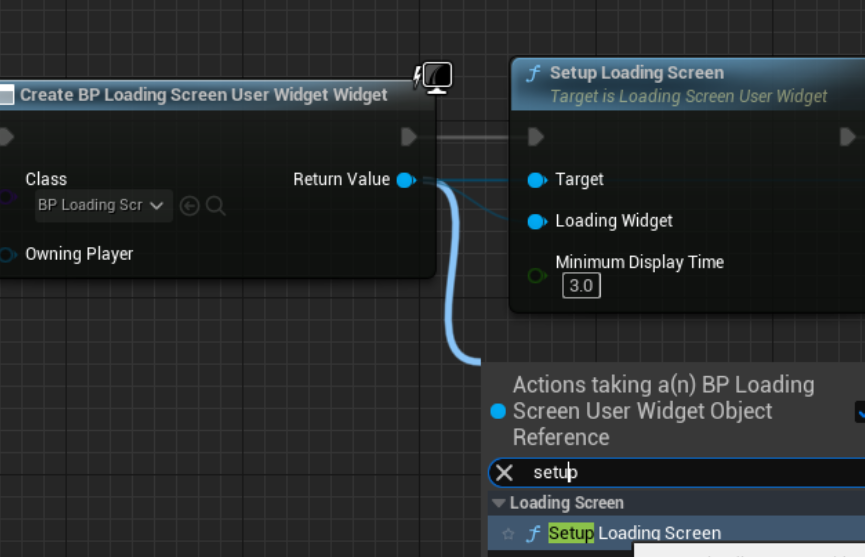 Create BP Loading Screen User Widget Widget
Class
BP Loading Scr
Return Value
Owning Player
Setup Loading Screen
Target is Loading Screen User Widget
Target
Loading Widget
Minimum Display Time
3.0
Actions taking a(n) BP Loading
Screen User Widget Object
Reference
setup
Loading Screen
Setup Loading Screen